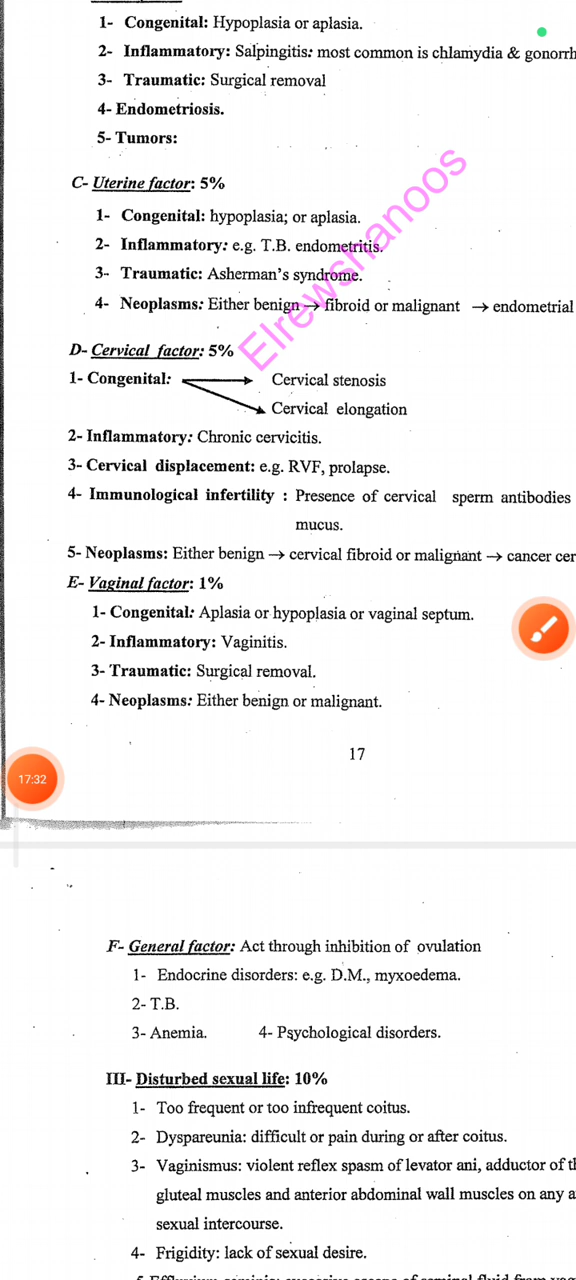 1- Congenital: Hypoplasia or aplasia.
2- Inflammatory: Salpingitis: most common is chlamydia & gonorrh
3- Traumatic: Surgical removal
4- Endometriosis.
5- Tumors:
C- Uterine factor: 5%
1- Congenital: hypoplasia; or aplasia.
2- Inflammatory: e.g. T.B. endometritis.
3- Traumatic: Asherman's syndrome.
4- Neoplasms: Either benign → fibroid or malignant → endometrial
Elrewshanoos
D- Cervical factor: 5%
1- Congenital: Cervical stenosis
Cervical elongation
2- Inflammatory: Chronic cervicitis.
3- Cervical displacement: e.g. RVF, prolapse.
4- Immunological infertility : Presence of cervical sperm antibodies
mucus.
5- Neoplasms: Either benign → cervical fibroid or malignant → cancer cer
E- Vaginal factor: 1%
1- Congenital: Aplasia or hypoplasia or vaginal septum.
2- Inflammatory: Vaginitis.
3- Traumatic: Surgical removal.
4- Neoplasms: Either benign or malignant.
17
17:32
F- General factor: Act through inhibition of ovulation
1- Endocrine disorders: e.g. D.M., myxoedema.
2- T.B.
3- Anemia. 4- Psychological disorders.
III- Disturbed sexual life: 10%
1- Too frequent or too infrequent coitus.
2- Dyspareunia: difficult or pain during or after coitus.
3- Vaginismus: violent reflex spasm of levator ani, adductor of th
gluteal muscles and anterior abdominal wall muscles on any a
sexual intercourse.
4- Frigidity: lack of sexual desire.